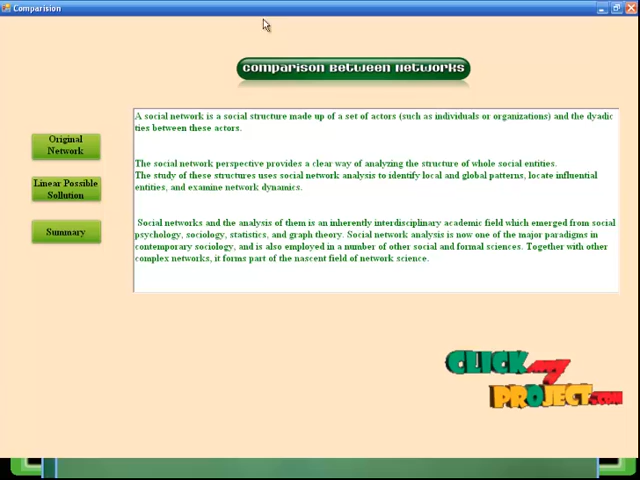 Comparision
Comparison Between Networks
Original
Network
Linear Possible
Sollution
Summary
A social network is a social structure made up of a set of actors (such as individuals or organizations) and the dyadic
ties between these actors.
The social network perspective provides a clear way of analyzing the structure of whole social entities.
The study of these structures uses social network analysis to identify local and global patterns, locate influential
entities, and examine network dynamics.
Social networks and the analysis of them is an inherently interdisciplinary academic field which emerged from social
psychology, sociology, statistics, and graph theory. Social network analysis is now one of the major paradigms in
contemporary sociology, and is also employed in a number of other social and formal sciences. Together with other
complex networks, it forms part of the nascent field of network science.
CLICK my
PROJECT.COM